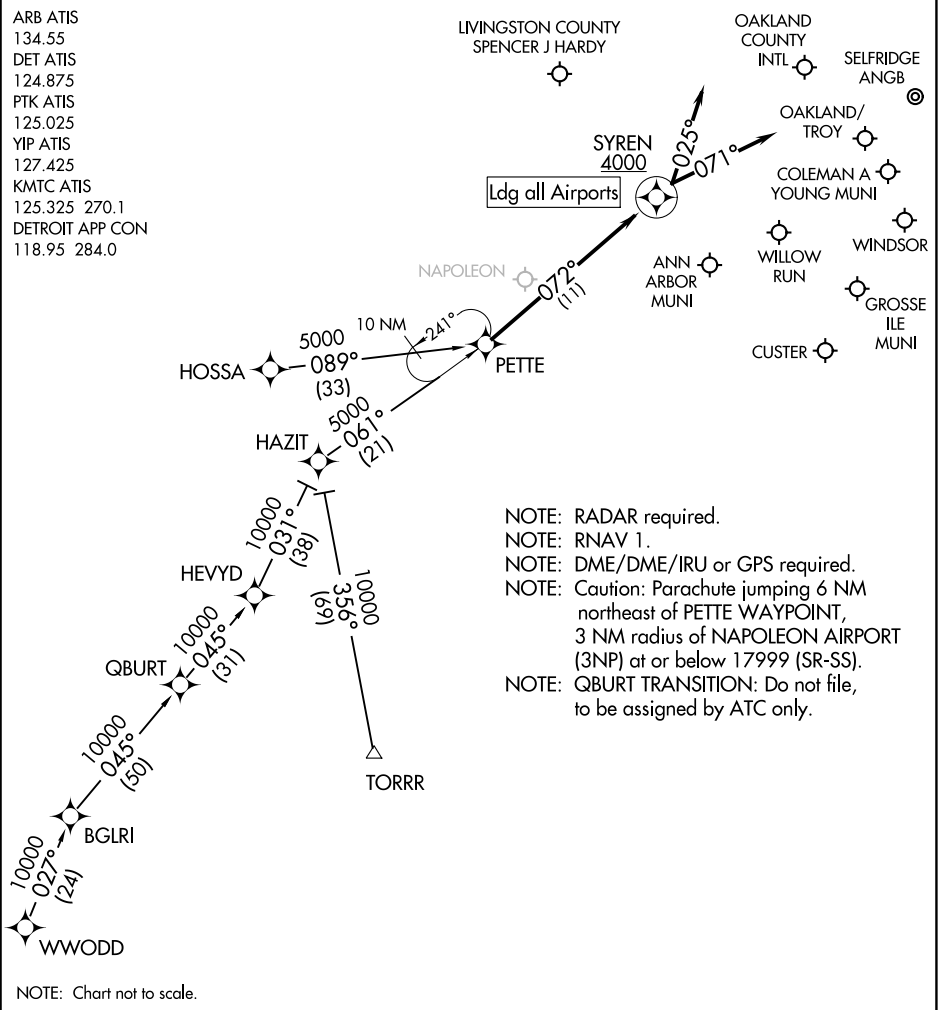 ARB ATIS
134.55
DET ATIS
124.875
PTK ATIS
125.025
YIP ATIS
127.425
KMTC ATIS
125.325 270.1
DETROIT APP CON
118.95 284.0
LIVINGSTON COUNTY
SPENCER J HARDY
OAKLAND
COUNTY
INTL
SELFRIDGE
ANGB
OAKLAND/
TROY
SYREN
4000
025°
071°
Ldg all Airports
COLEMAN A
YOUNG MUNI
WINDSOR
WILLOW
RUN
ANN
ARBOR
MUNI
GROSSE
ILE
MUNI
CUSTER
NAPOLEON
072°
(11)
10 NM
241°
PETTE
HOSSA
5000
089°
(33)
5000
061°
(21)
HAZIT
10000
031°
(38)
HEVYD
10000
356°
(69)
TORRR
10000
045°
(31)
QBURT
10000
045°
(50)
BGLRI
10000
027°
(24)
WWODD
NOTE: RADAR required.
NOTE: RNAV 1.
NOTE: DME/DME/IRU or GPS required.
NOTE: Caution: Parachute jumping 6 NM
northeast of PETTE WAYPOINT,
3 NM radius of NAPOLEON AIRPORT
(3NP) at or below 17999 (SR-SS).
NOTE: QBURT TRANSITION: Do not file,
to be assigned by ATC only.
NOTE: Chart not to scale.